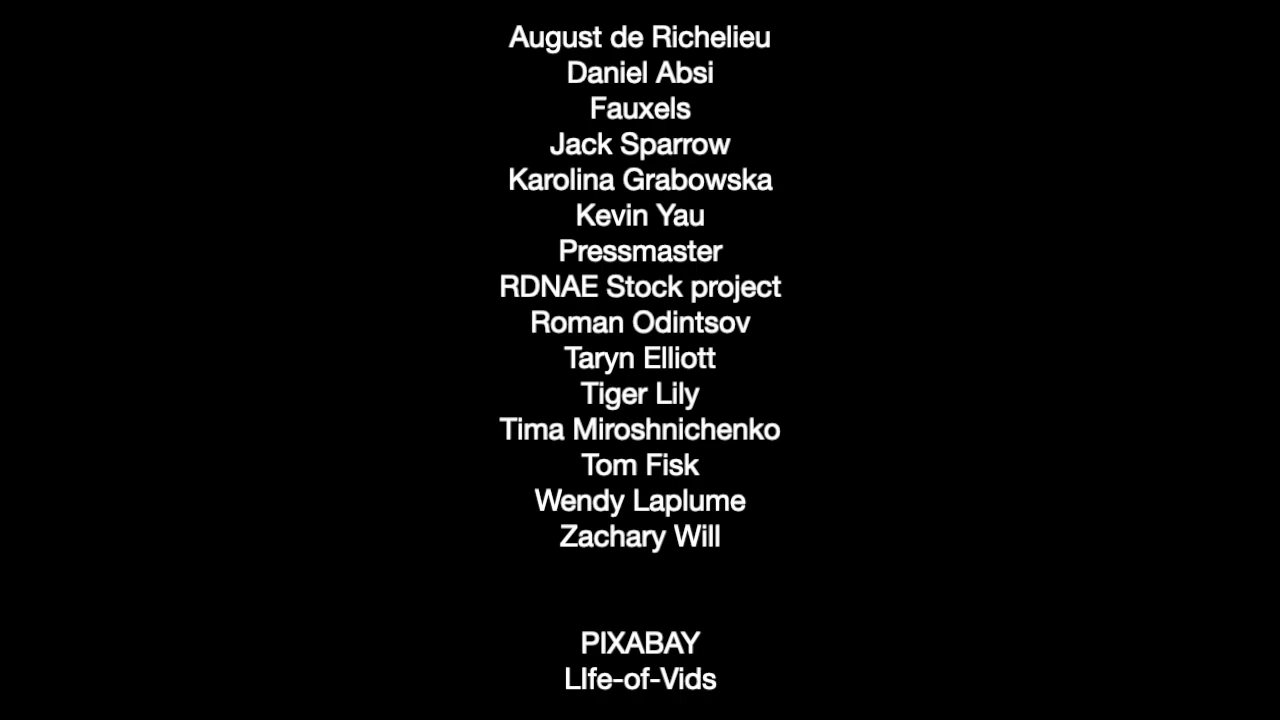 August de Richelieu
Daniel Absi
Fauxels
Jack Sparrow
Karolina Grabowska
Kevin Yau
Pressmaster
RDNAE Stock project
Roman Odintsov
Taryn Elliott
Tiger Lily
Tima Miroshnichenko
Tom Fisk
Wendy Laplume
Zachary Will
PIXABAY
LIfe-of-Vids